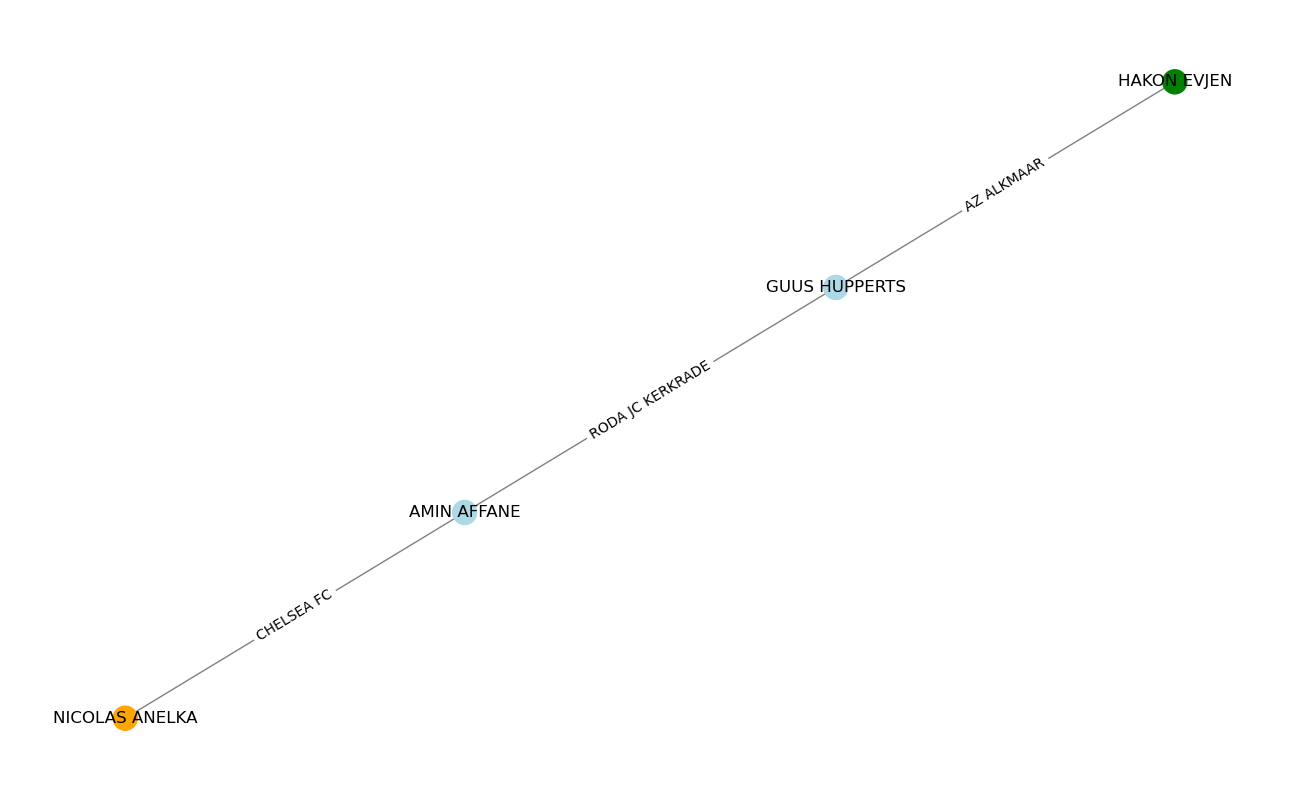 HAKON EVJEN
AZ ALKMAAR
GUUS HUPPERTS
RODA JC KERKRADE
AMIN AFFANE
CHELSEA FC
NICOLAS ANELKA